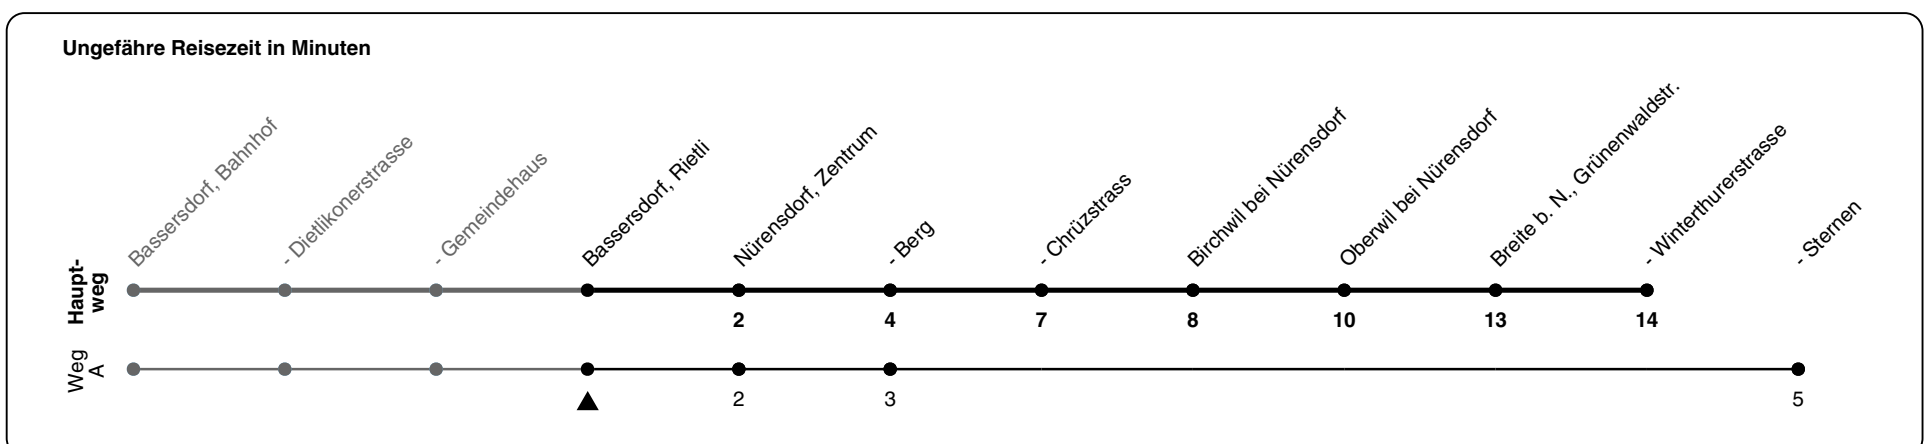 Ungefähre Reisezeit in Minuten
Bassersdorf, Bahnhof
- Dietlikonerstrasse
- Gemeindehaus
Bassersdorf, Rietli
Nürensdorf, Zentrum
- Berg
- Chrüzstrass
Birchwil bei Nürensdorf
Oberwil bei Nürensdorf
Breite b. N., Grünenwaldstr.
- Winterthurerstrasse
- Sternen
Haupt-
weg
2 4 7 8 10 13 14
Weg
A
2 3 5